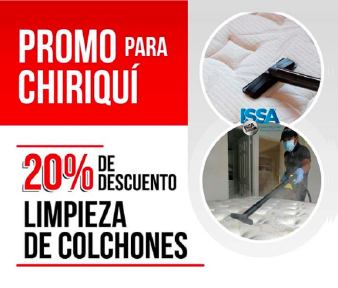 PROMO PARA
CHIRIQUÍ
20% DE
DESCUENTO
LIMPIEZA
DE COLCHONES
ISSA